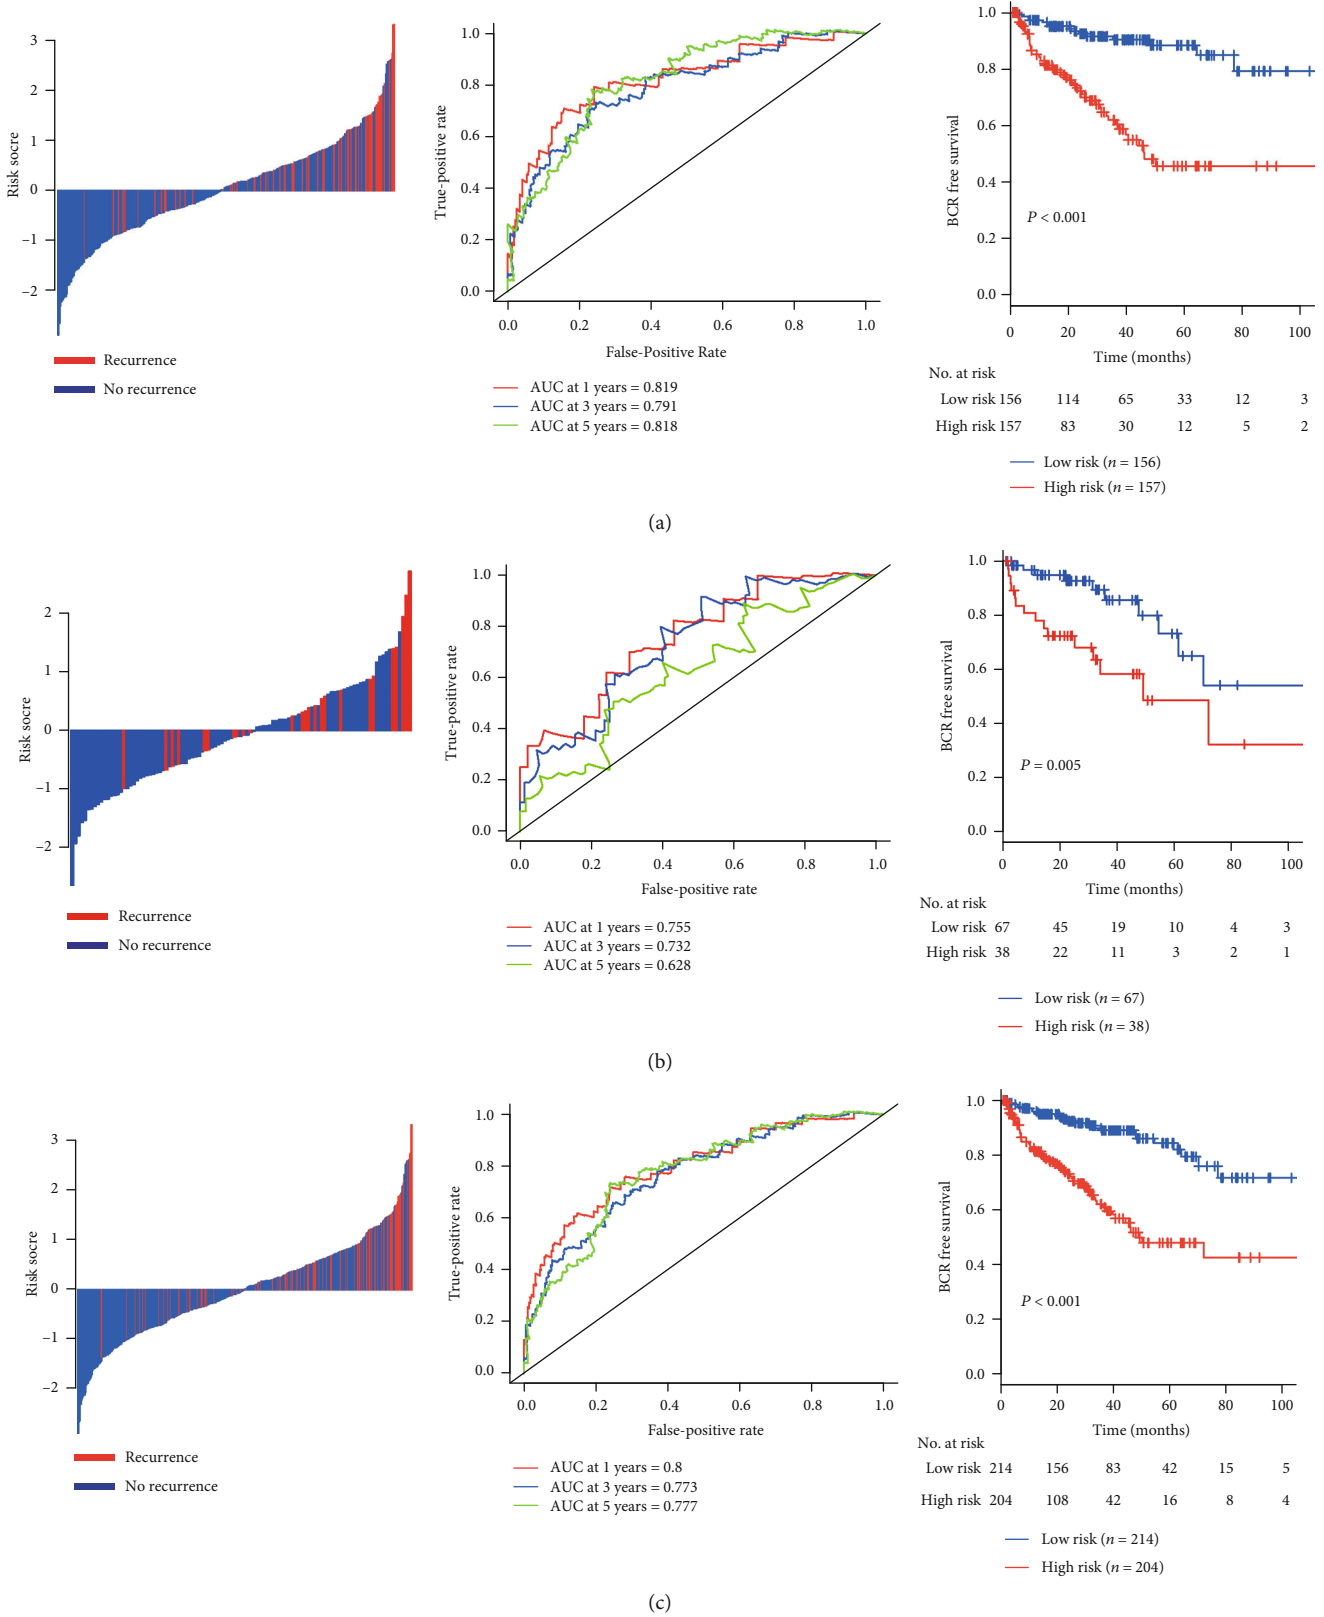 3
2
1
0
−1
−2
Risk socre
Recurrence
No recurrence
1.0
0.8
0.6
0.4
0.2
0.0
True-positive rate
0.0 0.2 0.4 0.6 0.8 1.0
False-Positive Rate
AUC at 1 years = 0.819
AUC at 3 years = 0.791
AUC at 5 years = 0.818
1.0
0.8
0.6
0.4
0.2
0.0
BCR free survival
P < 0.001
0 20 40 60 80 100
Time (months)
No. at risk
Low risk 156 114 65 33 12 3
High risk 157 83 30 12 5 2
Low risk (n = 156)
High risk (n = 157)
(a)
2
1
0
−1
−2
Risk socre
Recurrence
No recurrence
1.0
0.8
0.6
0.4
0.2
0.0
True-positive rate
0.0 0.2 0.4 0.6 0.8 1.0
False-positive rate
AUC at 1 years = 0.755
AUC at 3 years = 0.732
AUC at 5 years = 0.628
1.0
0.8
0.6
0.4
0.2
0.0
BCR free survival
P = 0.005
0 20 40 60 80 100
Time (months)
No. at risk
Low risk 67 45 19 10 4 3
High risk 38 22 11 3 2 1
Low risk (n = 67)
High risk (n = 38)
(b)
3
2
1
0
−1
−2
Risk socre
Recurrence
No recurrence
1.0
0.8
0.6
0.4
0.2
0.0
True-positive rate
0.0 0.2 0.4 0.6 0.8 1.0
False-positive rate
AUC at 1 years = 0.8
AUC at 3 years = 0.773
AUC at 5 years = 0.777
1.0
0.8
0.6
0.4
0.2
0.0
BCR free survival
P < 0.001
0 20 40 60 80 100
Time (months)
No. at risk
Low risk 214 156 83 42 15 5
High risk 204 108 42 16 8 4
Low risk (n = 214)
High risk (n = 204)
(c)